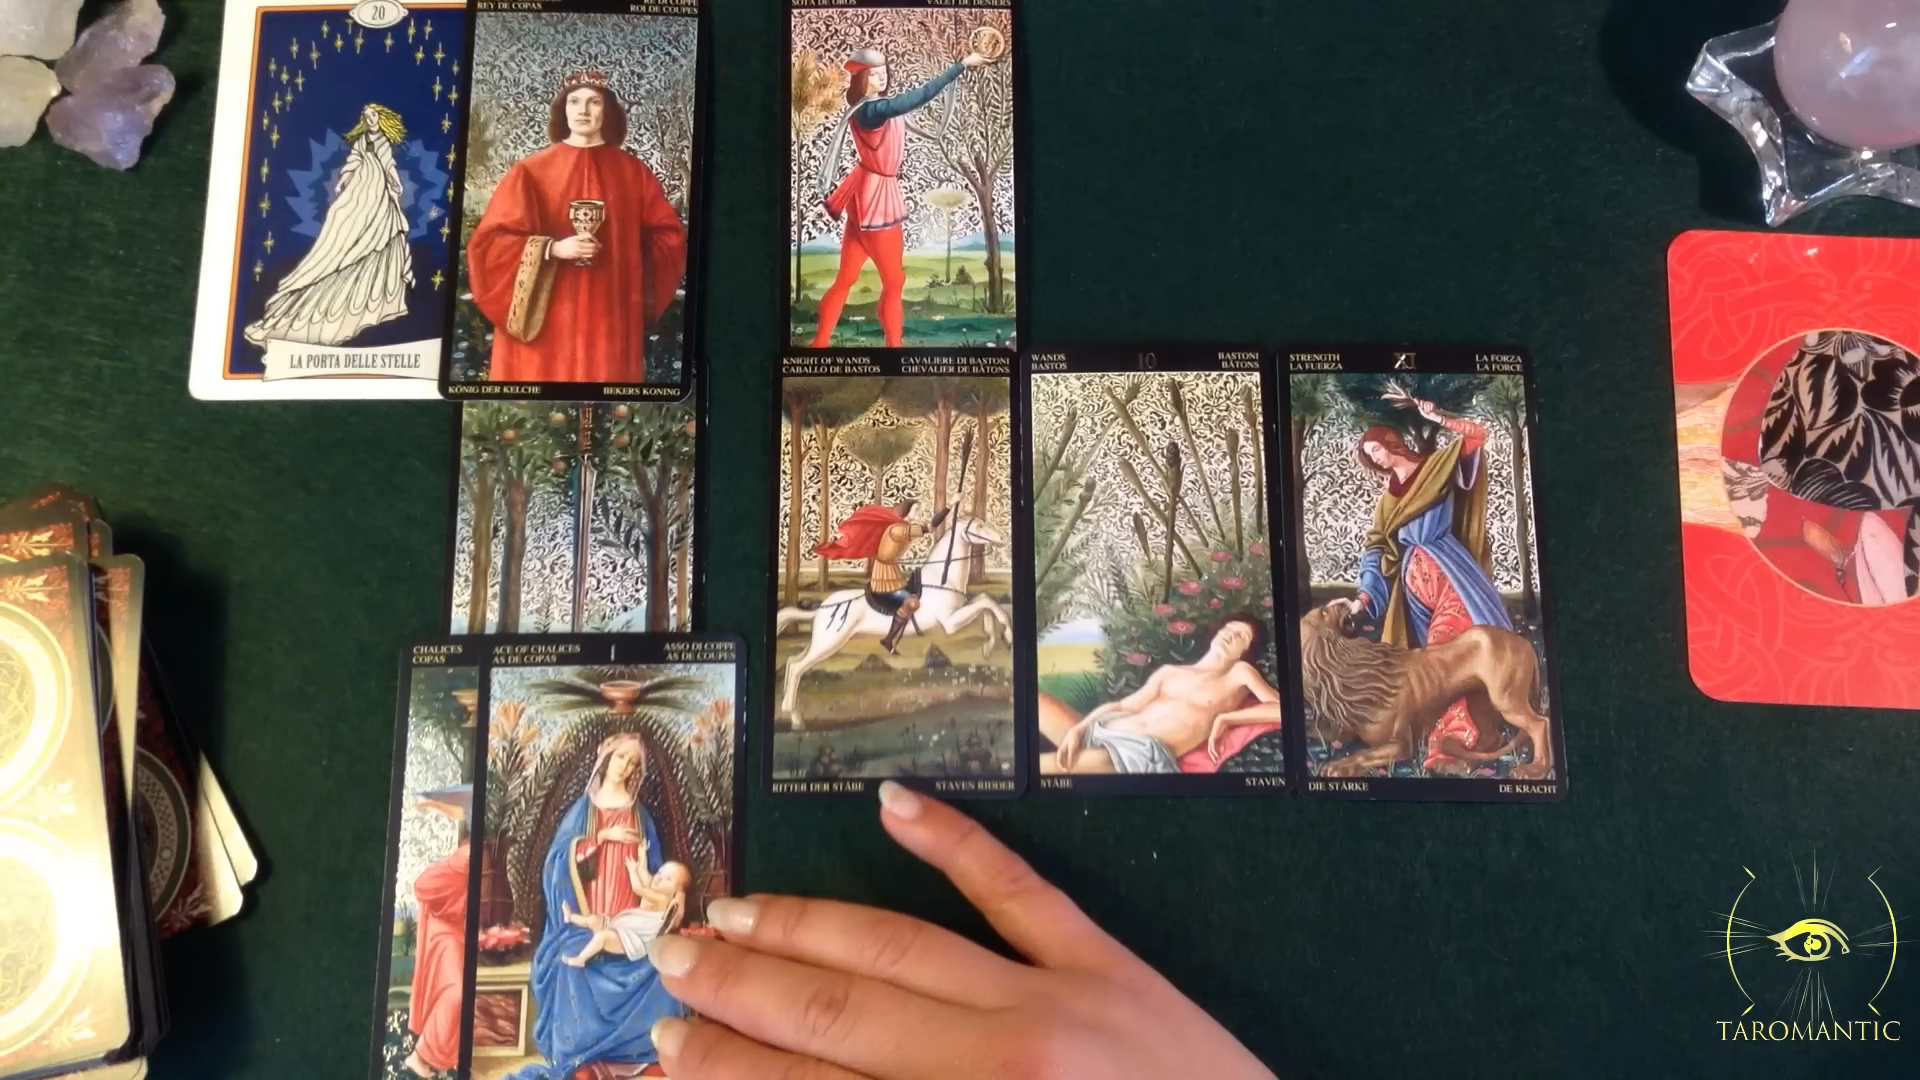 20
LA PORTA DELLE STELLE
REY DE COPAS
RE DI COPPE
ROI DE COUPES
KÖNIG DER KELCHE
BEKERS KONING
SOTA DE OROS
VALET DE DENIERS
KNIGHT OF WANDS
CABALLO DE BASTOS
CAVALIERE DI BASTONI
CHEVALIER DE BÂTONS
RITTER DER STÄBE
STAVEN RIDDER
WANDS
BASTOS
10
BASTONI
BÂTONS
STÄBE
STAVEN
STRENGTH
LA FUERZA
XI
LA FORZA
LA FORCE
DIE STÄRKE
DE KRACHT
CHALICES
COPAS
ACE OF CHALICES
AS DE COPAS
I
ASSO DI COPPE
AS DE COUPES
TAROMANTIC